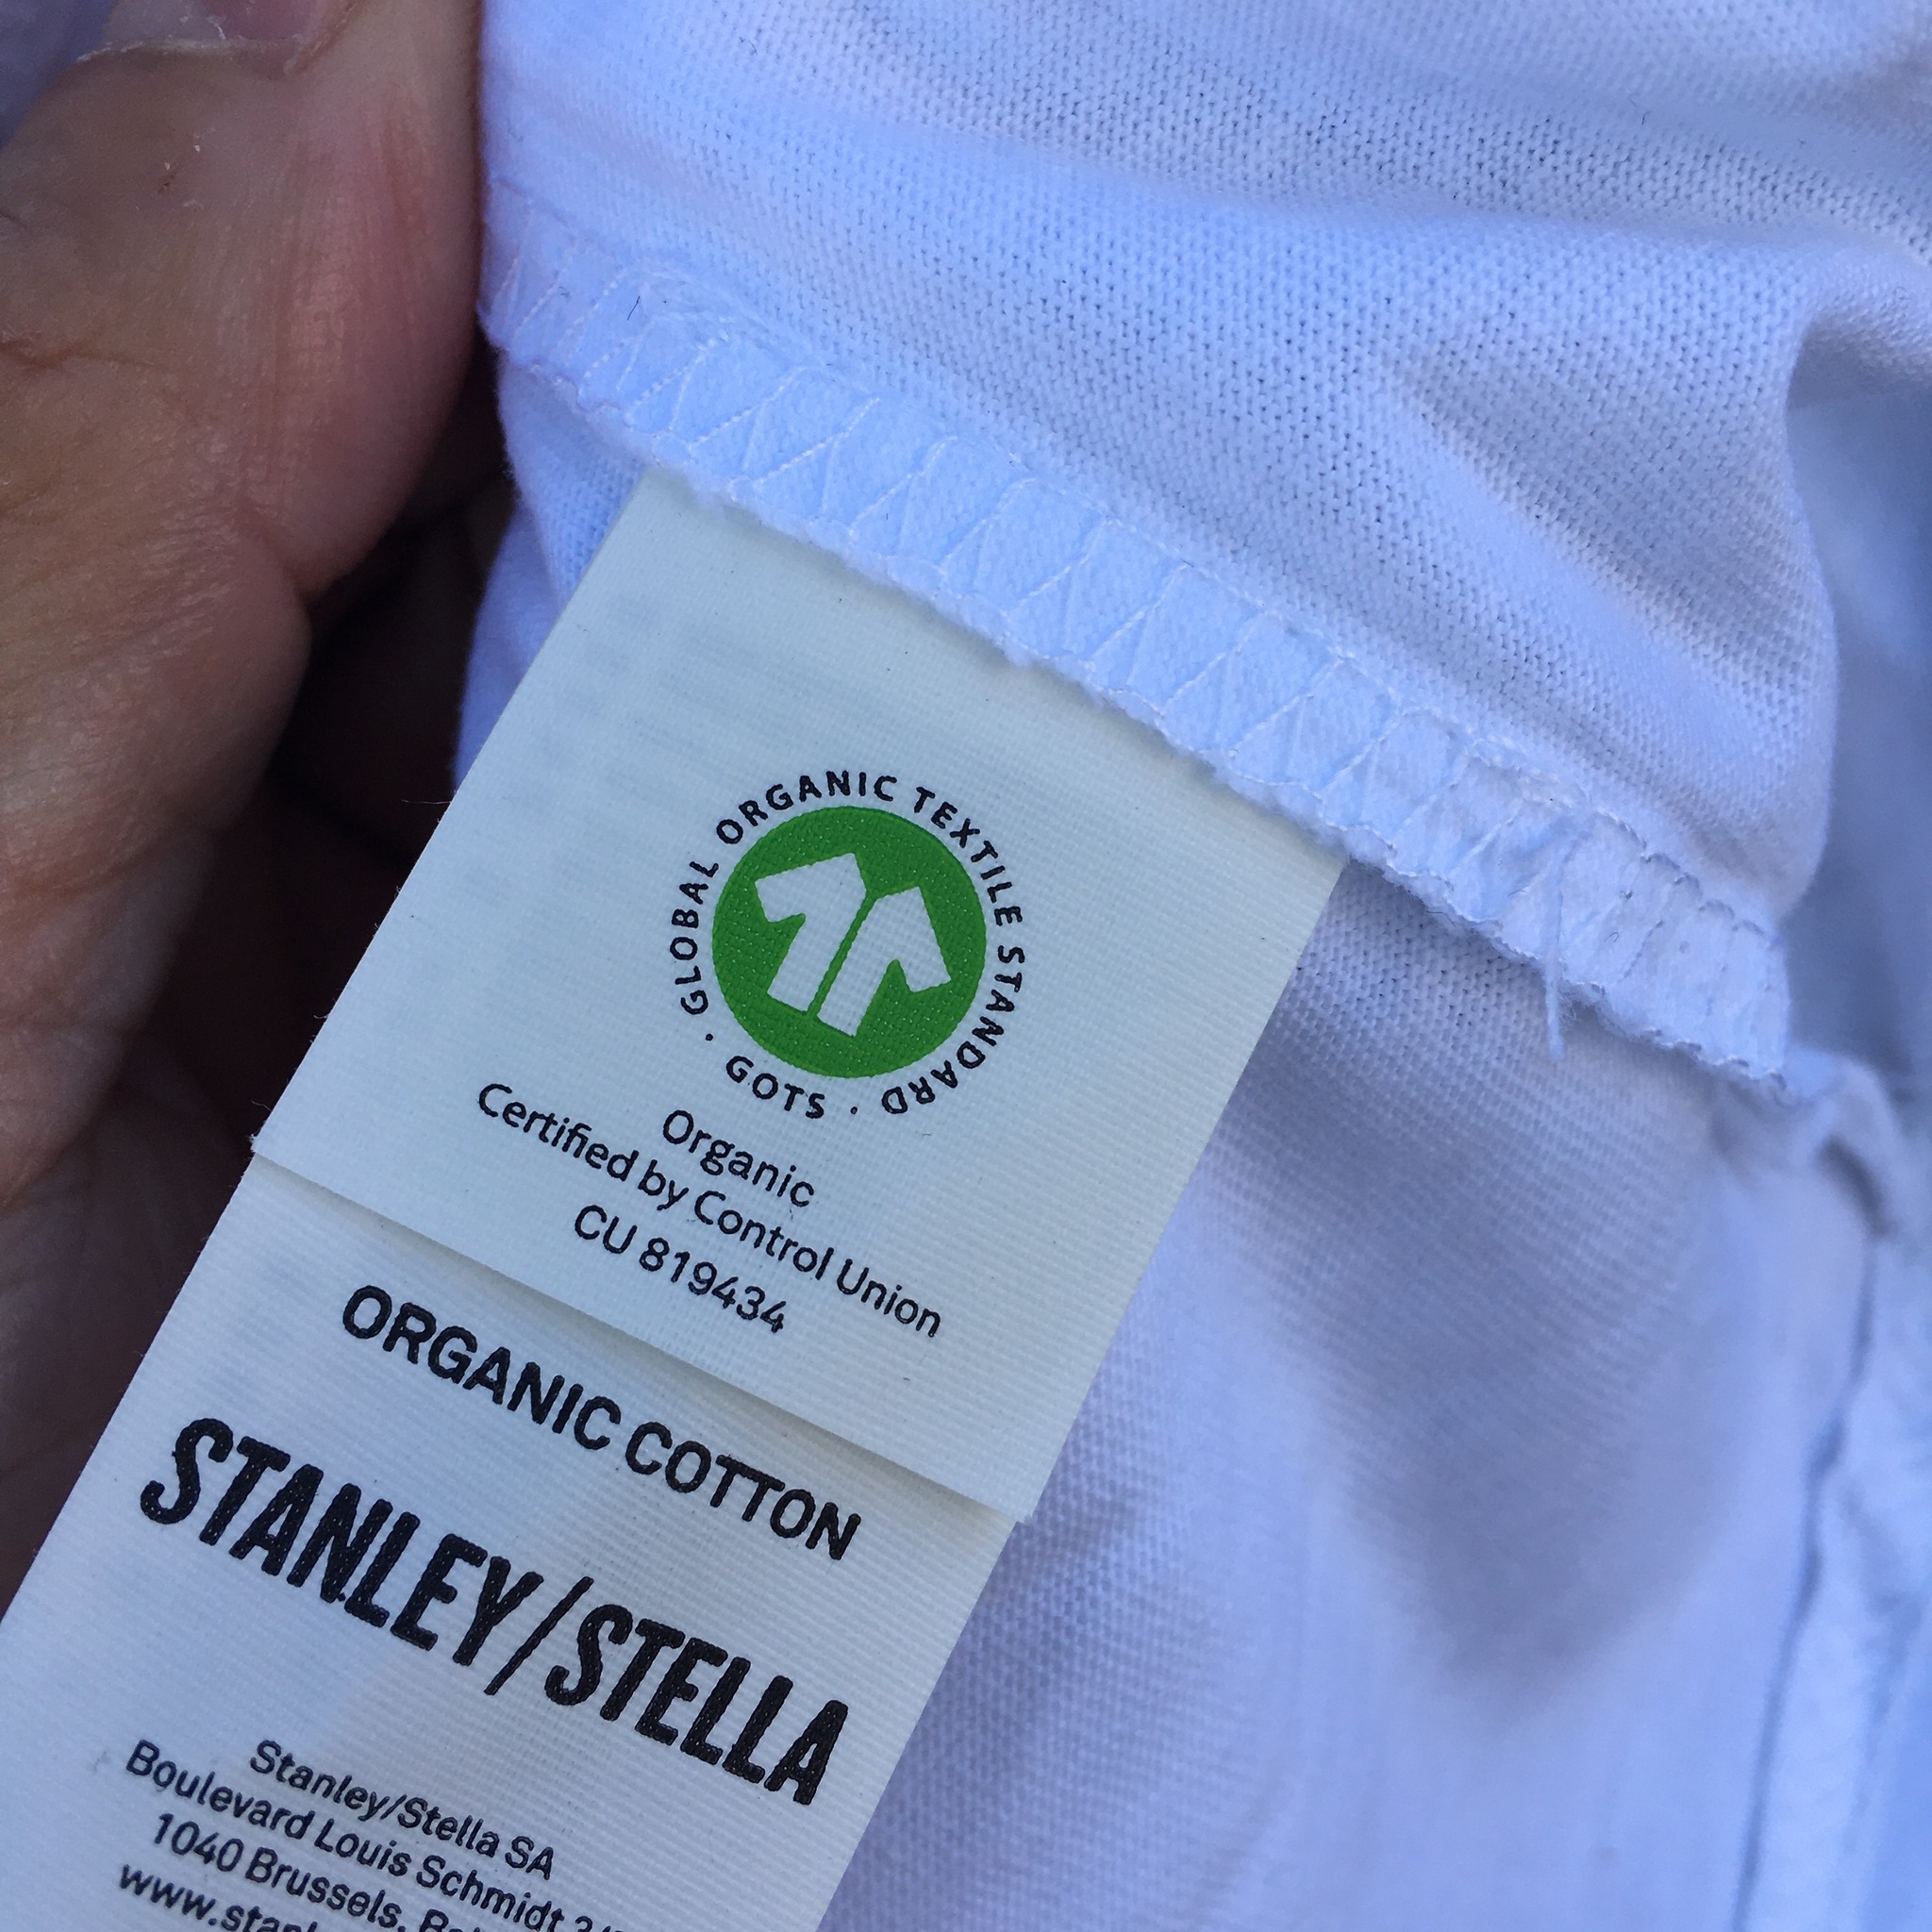 GLOBAL ORGANIC TEXTILE STANDARD · GOTS ·
Organic
Certified by Control Union
CU 819434
ORGANIC COTTON
STANLEY/STELLA
Stanley/Stella SA
Boulevard Louis Schmidt
1040 Brussels,